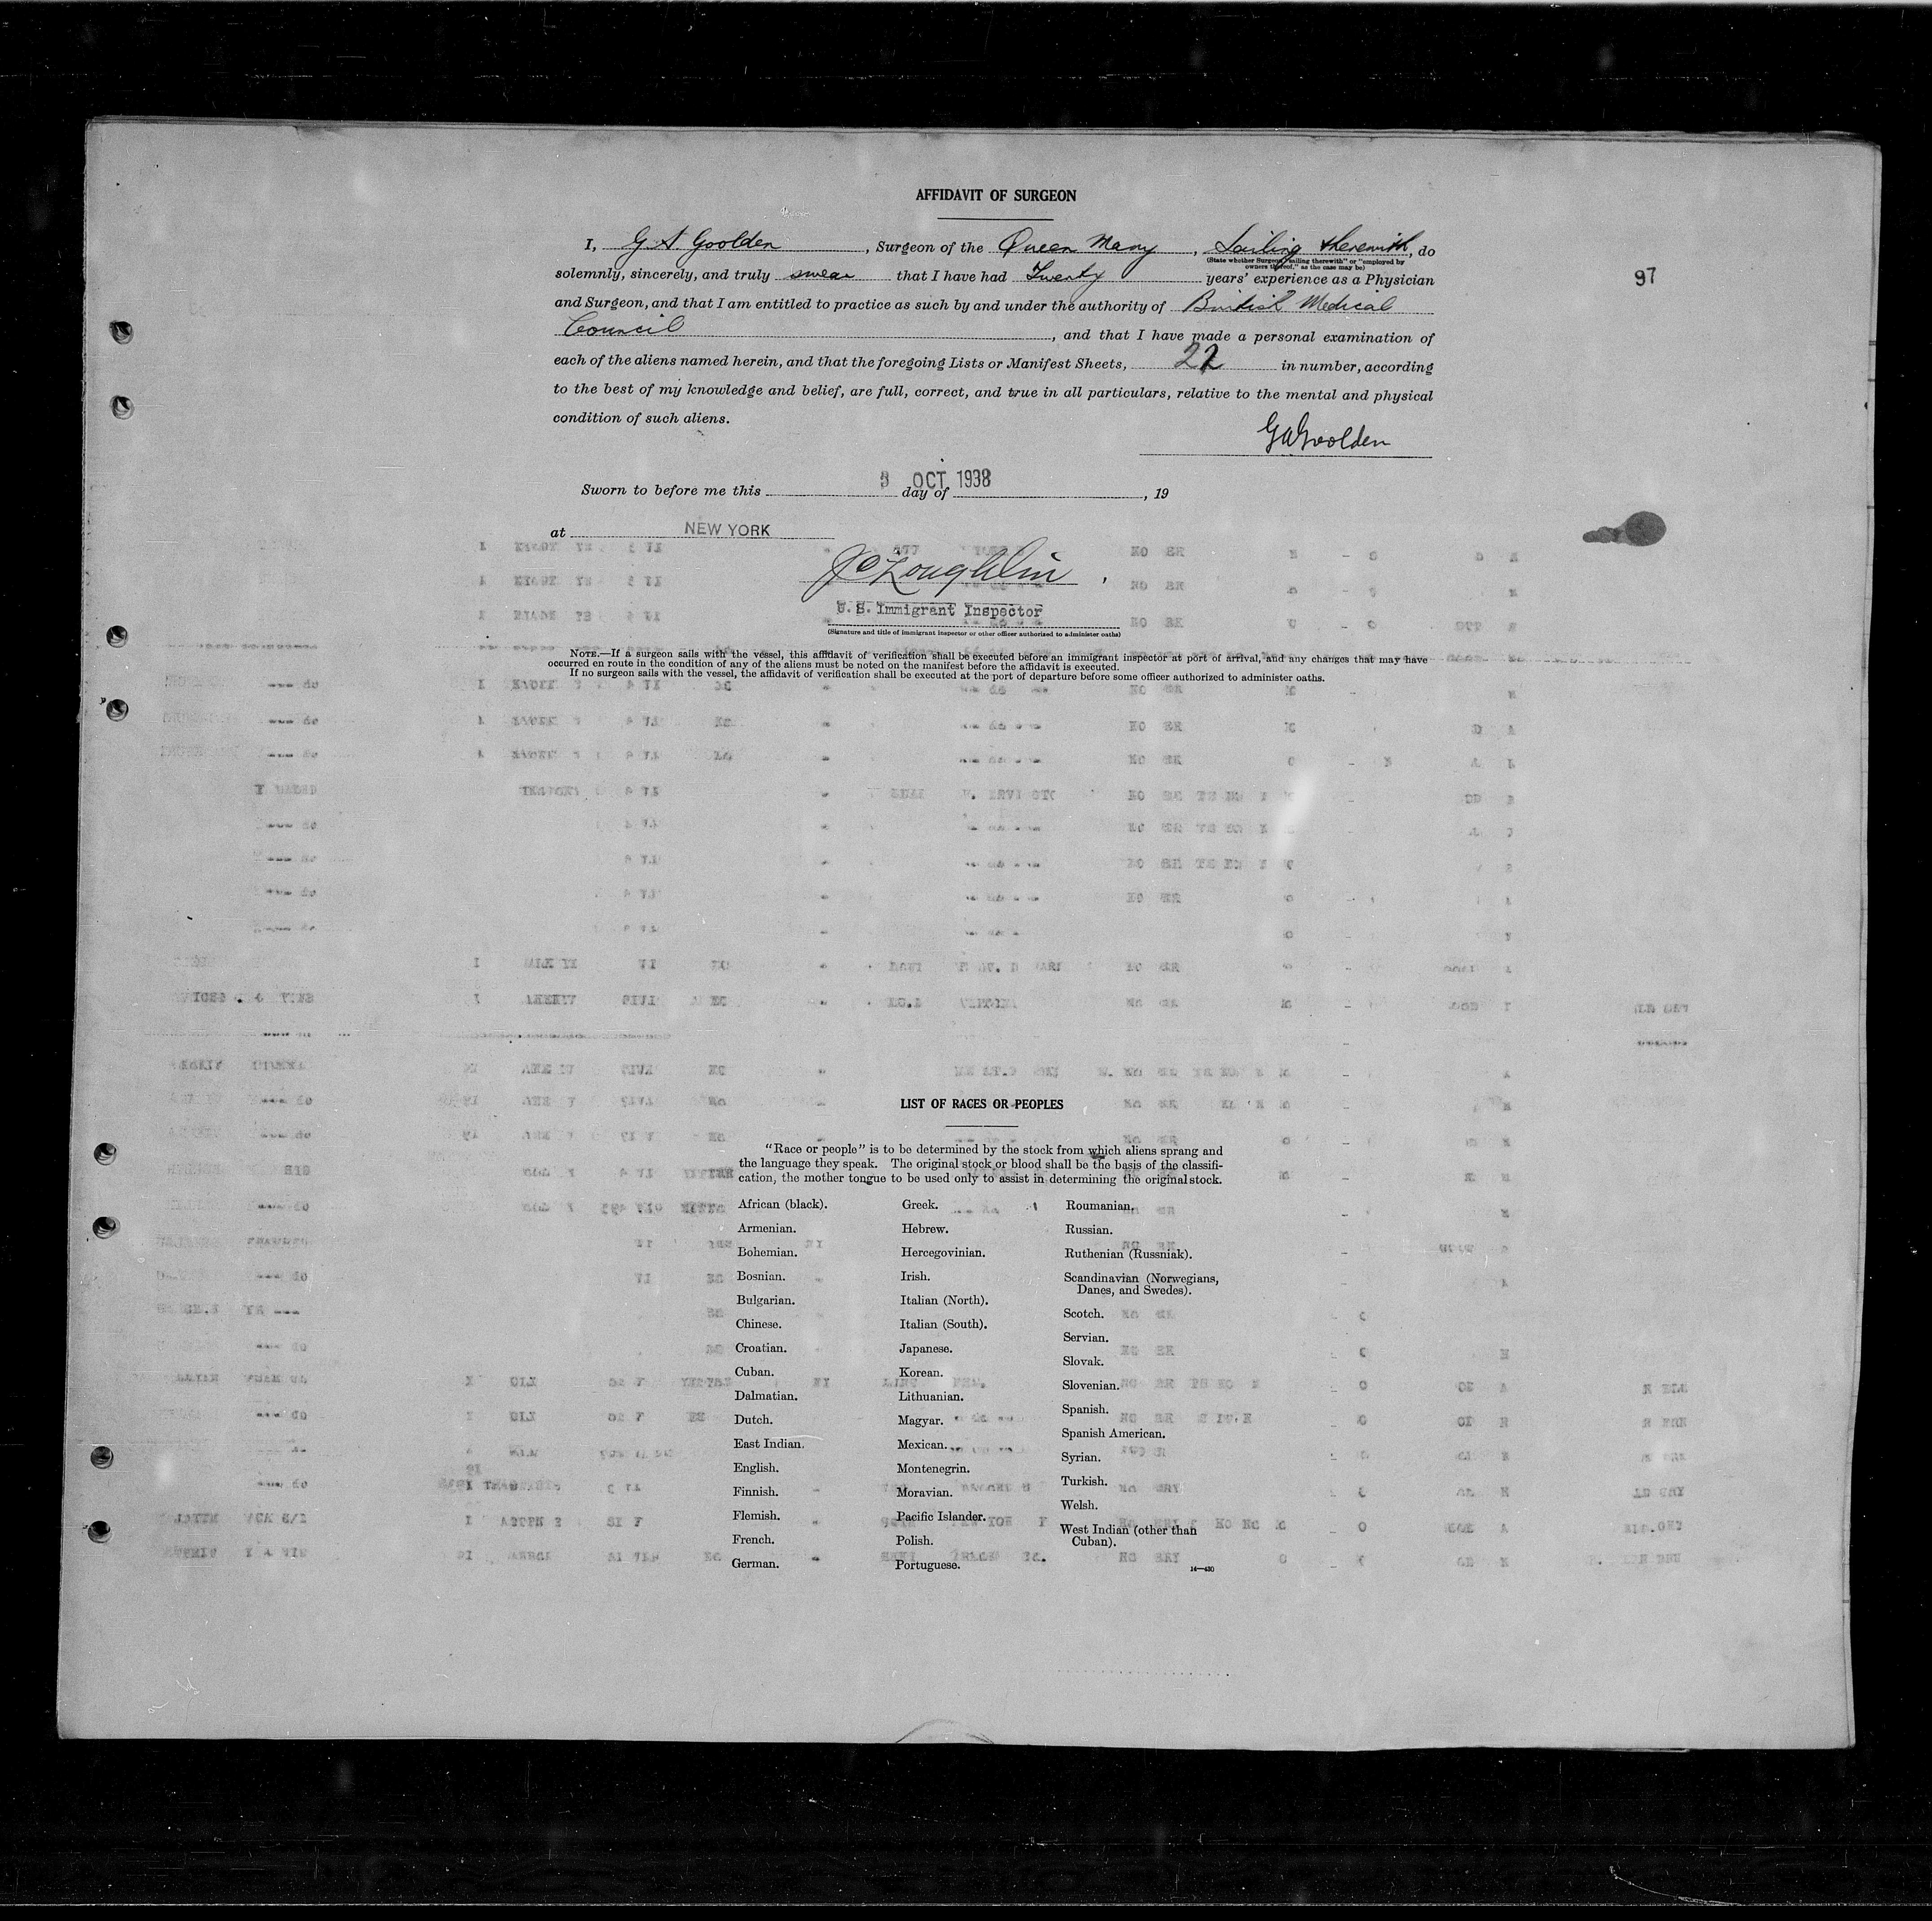 AFFIDAVIT OF SURGEON
I, G A Goolden, Surgeon of the Queen Mary, Sailing therewith, do
(State whether Surgeon "sailing therewith" or "employed by
owners thereof," as the case may be)
97
solemnly, sincerely, and truly swear that I have had Twenty years' experience as a Physician
and Surgeon, and that I am entitled to practice as such by and under the authority of British Medical
Council, and that I have made a personal examination of
each of the aliens named herein, and that the foregoing Lists or Manifest Sheets, 22 in number, according
to the best of my knowledge and belief, are full, correct, and true in all particulars, relative to the mental and physical
condition of such aliens.
GAGoolden
Sworn to before me this 3 day of OCT 1938, 19
at NEW YORK
U. S. Immigrant Inspector
(Signature and title of immigrant inspector or other officer authorized to administer oaths)
NOTE.—If a surgeon sails with the vessel, this affidavit of verification shall be executed before an immigrant inspector at port of arrival, and any changes that may have
occurred en route in the condition of any of the aliens must be noted on the manifest before the affidavit is executed.
If no surgeon sails with the vessel, the affidavit of verification shall be executed at the port of departure before some officer authorized to administer oaths.
LIST OF RACES OR PEOPLES
"Race or people" is to be determined by the stock from which aliens sprang and
the language they speak. The original stock or blood shall be the basis of the classifi-
cation, the mother tongue to be used only to assist in determining the original stock.
African (black).
Armenian.
Bohemian.
Bosnian.
Bulgarian.
Chinese.
Croatian.
Cuban.
Dalmatian.
Dutch.
East Indian.
English.
Finnish.
Flemish.
French.
German.
Greek.
Hebrew.
Hercegovinian.
Irish.
Italian (North).
Italian (South).
Japanese.
Korean.
Lithuanian.
Magyar.
Mexican.
Montenegrin.
Moravian.
Pacific Islander.
Polish.
Portuguese.
Roumanian.
Russian.
Ruthenian (Russniak).
Scandinavian (Norwegians,
Danes, and Swedes).
Scotch.
Servian.
Slovak.
Slovenian.
Spanish.
Spanish American.
Syrian.
Turkish.
Welsh.
West Indian (other than
Cuban).
14—430